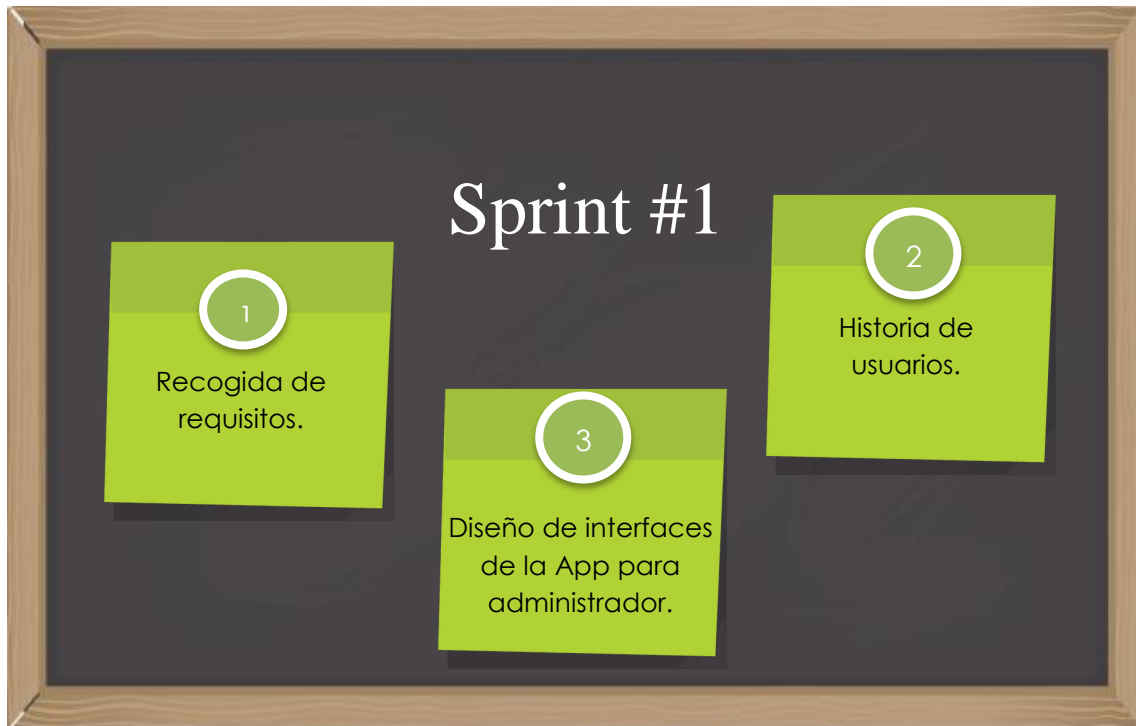 Sprint #1
1
Recogida de
requisitos.
2
Historia de
usuarios.
3
Diseño de interfaces
de la App para
administrador.